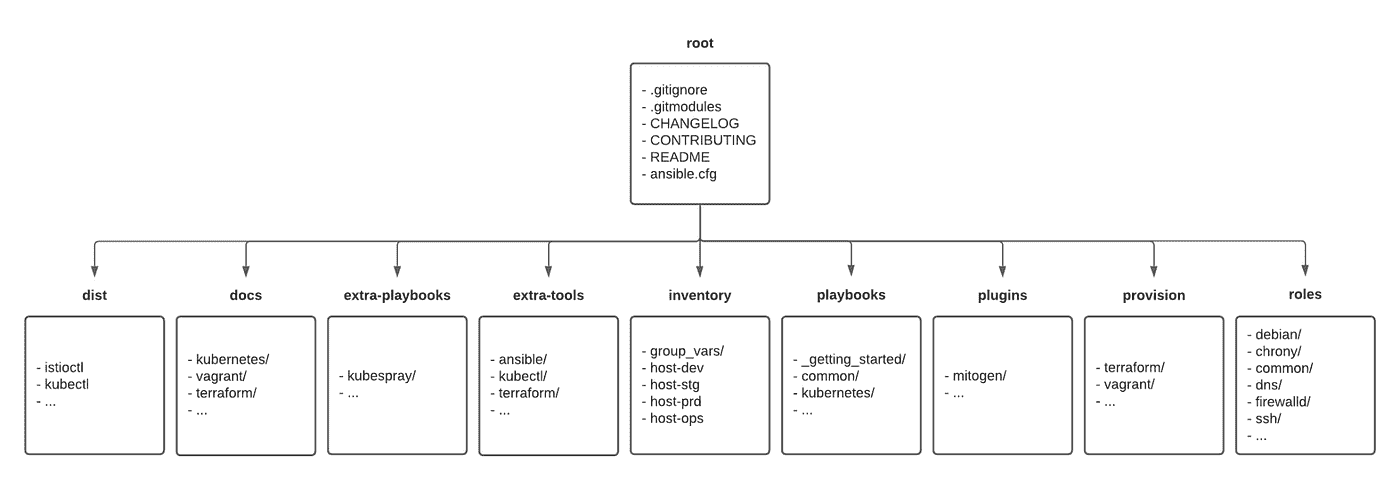 root
- .gitignore
- .gitmodules
- CHANGELOG
- CONTRIBUTING
- README
- ansible.cfg
dist
- istioctl
- kubectl
- ...
docs
- kubernetes/
- vagrant/
- terraform/
- ...
extra-playbooks
- kubespray/
- ...
extra-tools
- ansible/
- kubectl/
- terraform/
- ...
inventory
- group_vars/
- host-dev
- host-stg
- host-prd
- host-ops
playbooks
- _getting_started/
- common/
- kubernetes/
- ...
plugins
- mitogen/
- ...
provision
- terraform/
- vagrant/
- ...
roles
- debian/
- chrony/
- common/
- dns/
- firewalld/
- ssh/
- ...